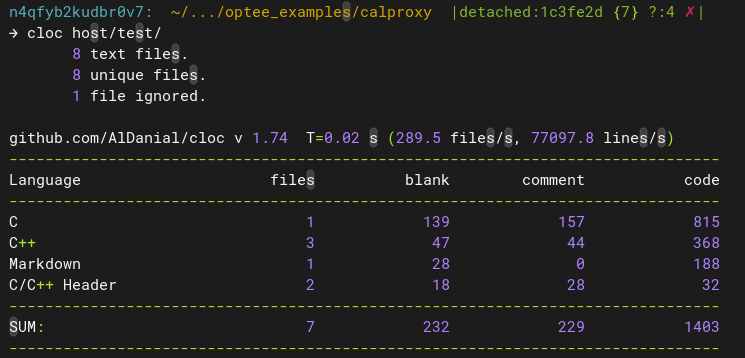 n4qfyb2kudbr0v7:  ~/.../optee_examples/calproxy  |detached:1c3fe2d {7} ?:4 ✗|
→ cloc host/test/
       8 text files.
       8 unique files.
       1 file ignored.
github.com/AlDanial/cloc v 1.74  T=0.02 s (289.5 files/s, 77097.8 lines/s)
-------------------------------------------------------------------------------
Language                     files          blank        comment           code
-------------------------------------------------------------------------------
C                                1            139            157            815
C++                              3             47             44            368
Markdown                         1             28              0            188
C/C++ Header                     2             18             28             32
-------------------------------------------------------------------------------
SUM:                             7            232            229           1403
-------------------------------------------------------------------------------